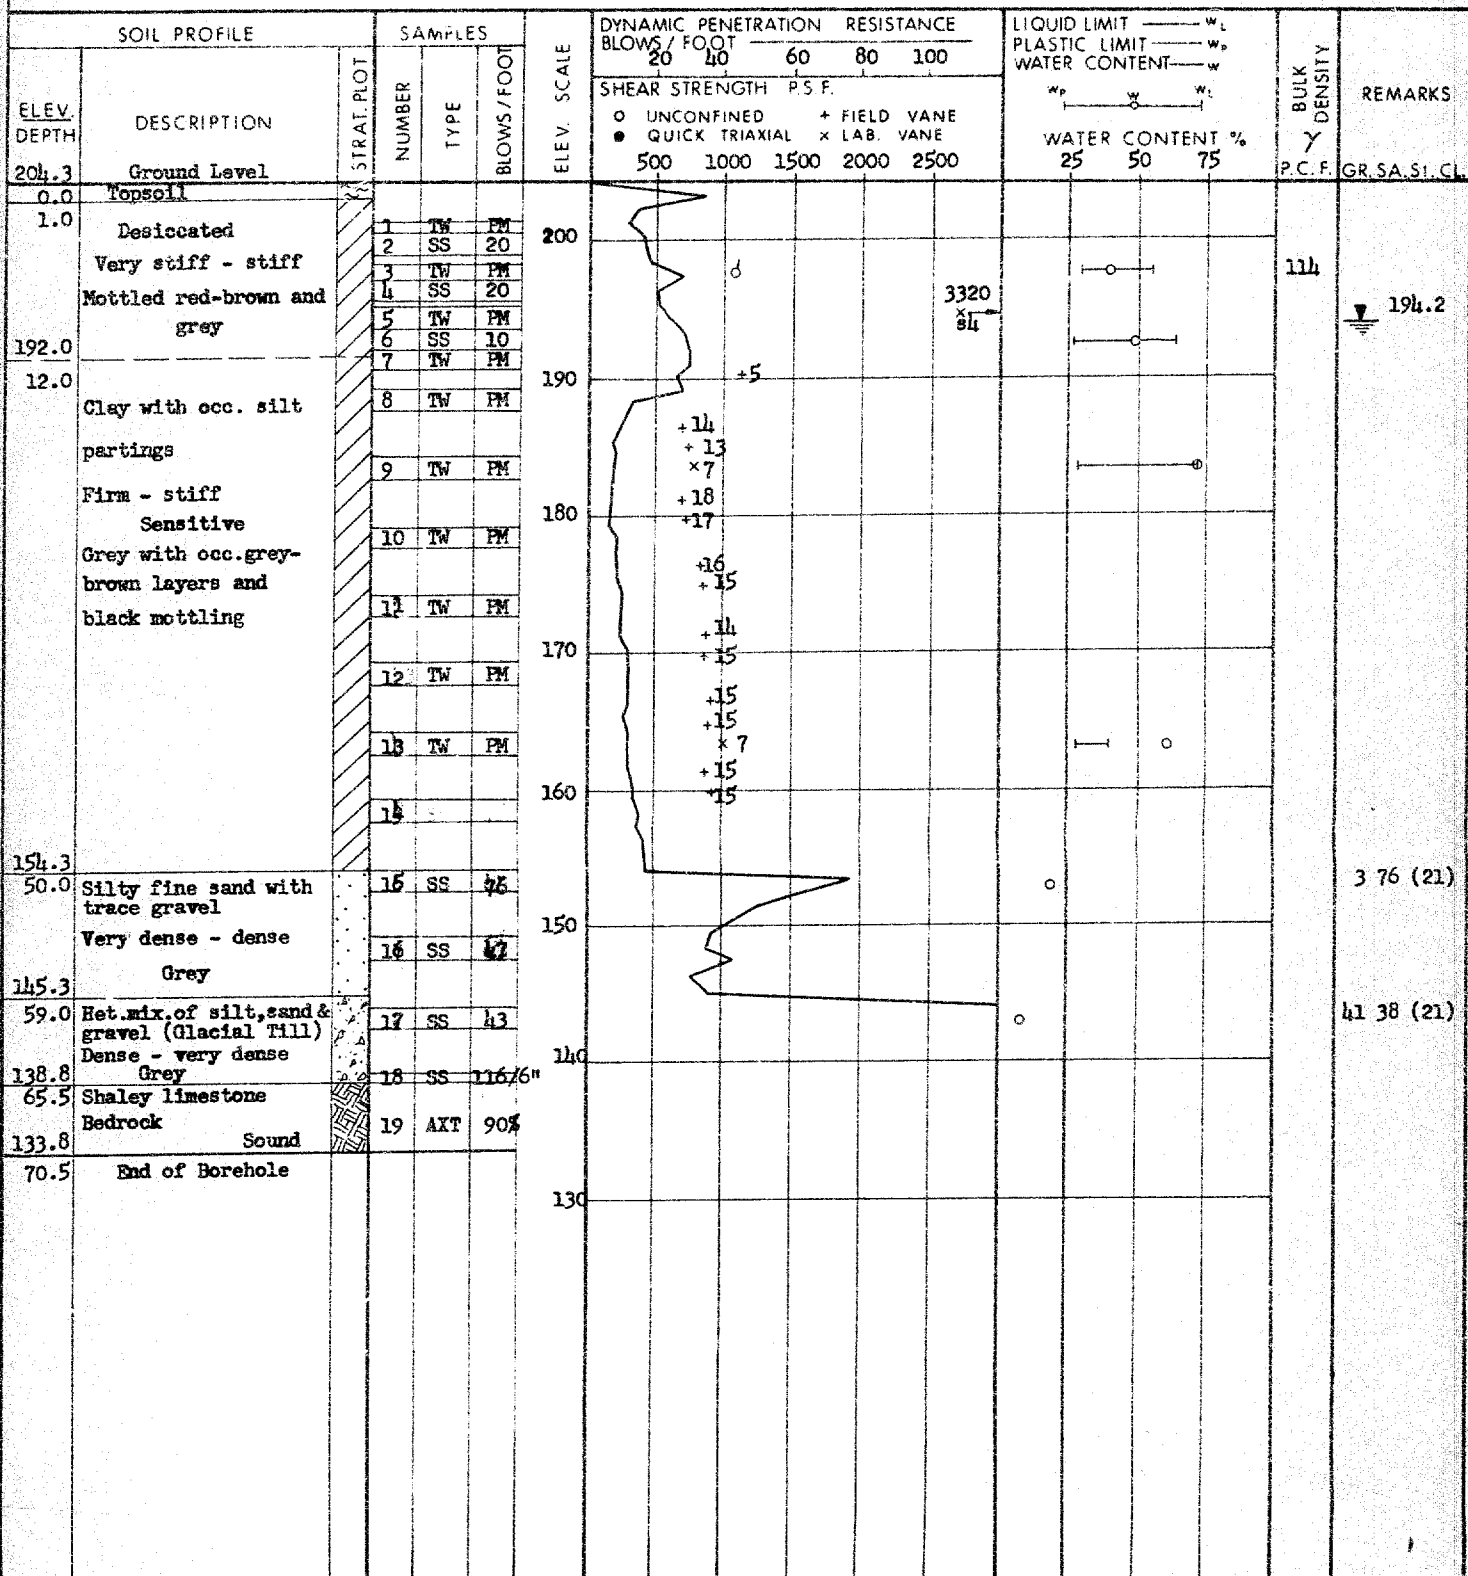 SOIL PROFILE
SAMPLES
ELEV. SCALE
DYNAMIC PENETRATION RESISTANCE
BLOWS / FOOT
20 40 60 80 100
SHEAR STRENGTH P.S.F.
o UNCONFINED + FIELD VANE
● QUICK TRIAXIAL × LAB. VANE
500 1000 1500 2000 2500
LIQUID LIMIT wL
PLASTIC LIMIT wP
WATER CONTENT w
wP w wL
WATER CONTENT %
25 50 75
BULK DENSITY
γ
P.C.F.
REMARKS
GR. SA. SI. CL.
ELEV.
DEPTH
DESCRIPTION
STRAT. PLOT
NUMBER
TYPE
BLOWS / FOOT
204.3 Ground Level
0.0 Topsoil
1.0
Desiccated
Very stiff - stiff
Mottled red-brown and
grey
192.0
12.0
Clay with occ. silt
partings
Firm - stiff
Sensitive
Grey with occ. grey-
brown layers and
black mottling
154.3
50.0 Silty fine sand with
trace gravel
Very dense - dense
Grey
145.3
59.0 Het. mix. of silt, sand &
gravel (Glacial Till)
Dense - very dense
138.8 Grey
65.5 Shaley limestone
Bedrock
133.8 Sound
70.5 End of Borehole
1 TW PM
2 SS 20
3 TW PM
4 SS 20
5 TW PM
6 SS 10
7 TW PM
8 TW PM
9 TW PM
10 TW PM
11 TW PM
12 TW PM
13 TW PM
15 SS
16 SS
17 SS 43
18 SS 116/6"
19 AXT 90%
200
190
180
170
160
150
140
130
3320
×
+5
+14
+ 13
×7
+18
+17
+16
+15
+14
+15
+15
+15
× 7
+15
+15
114
194.2
3 76 (21)
41 38 (21)